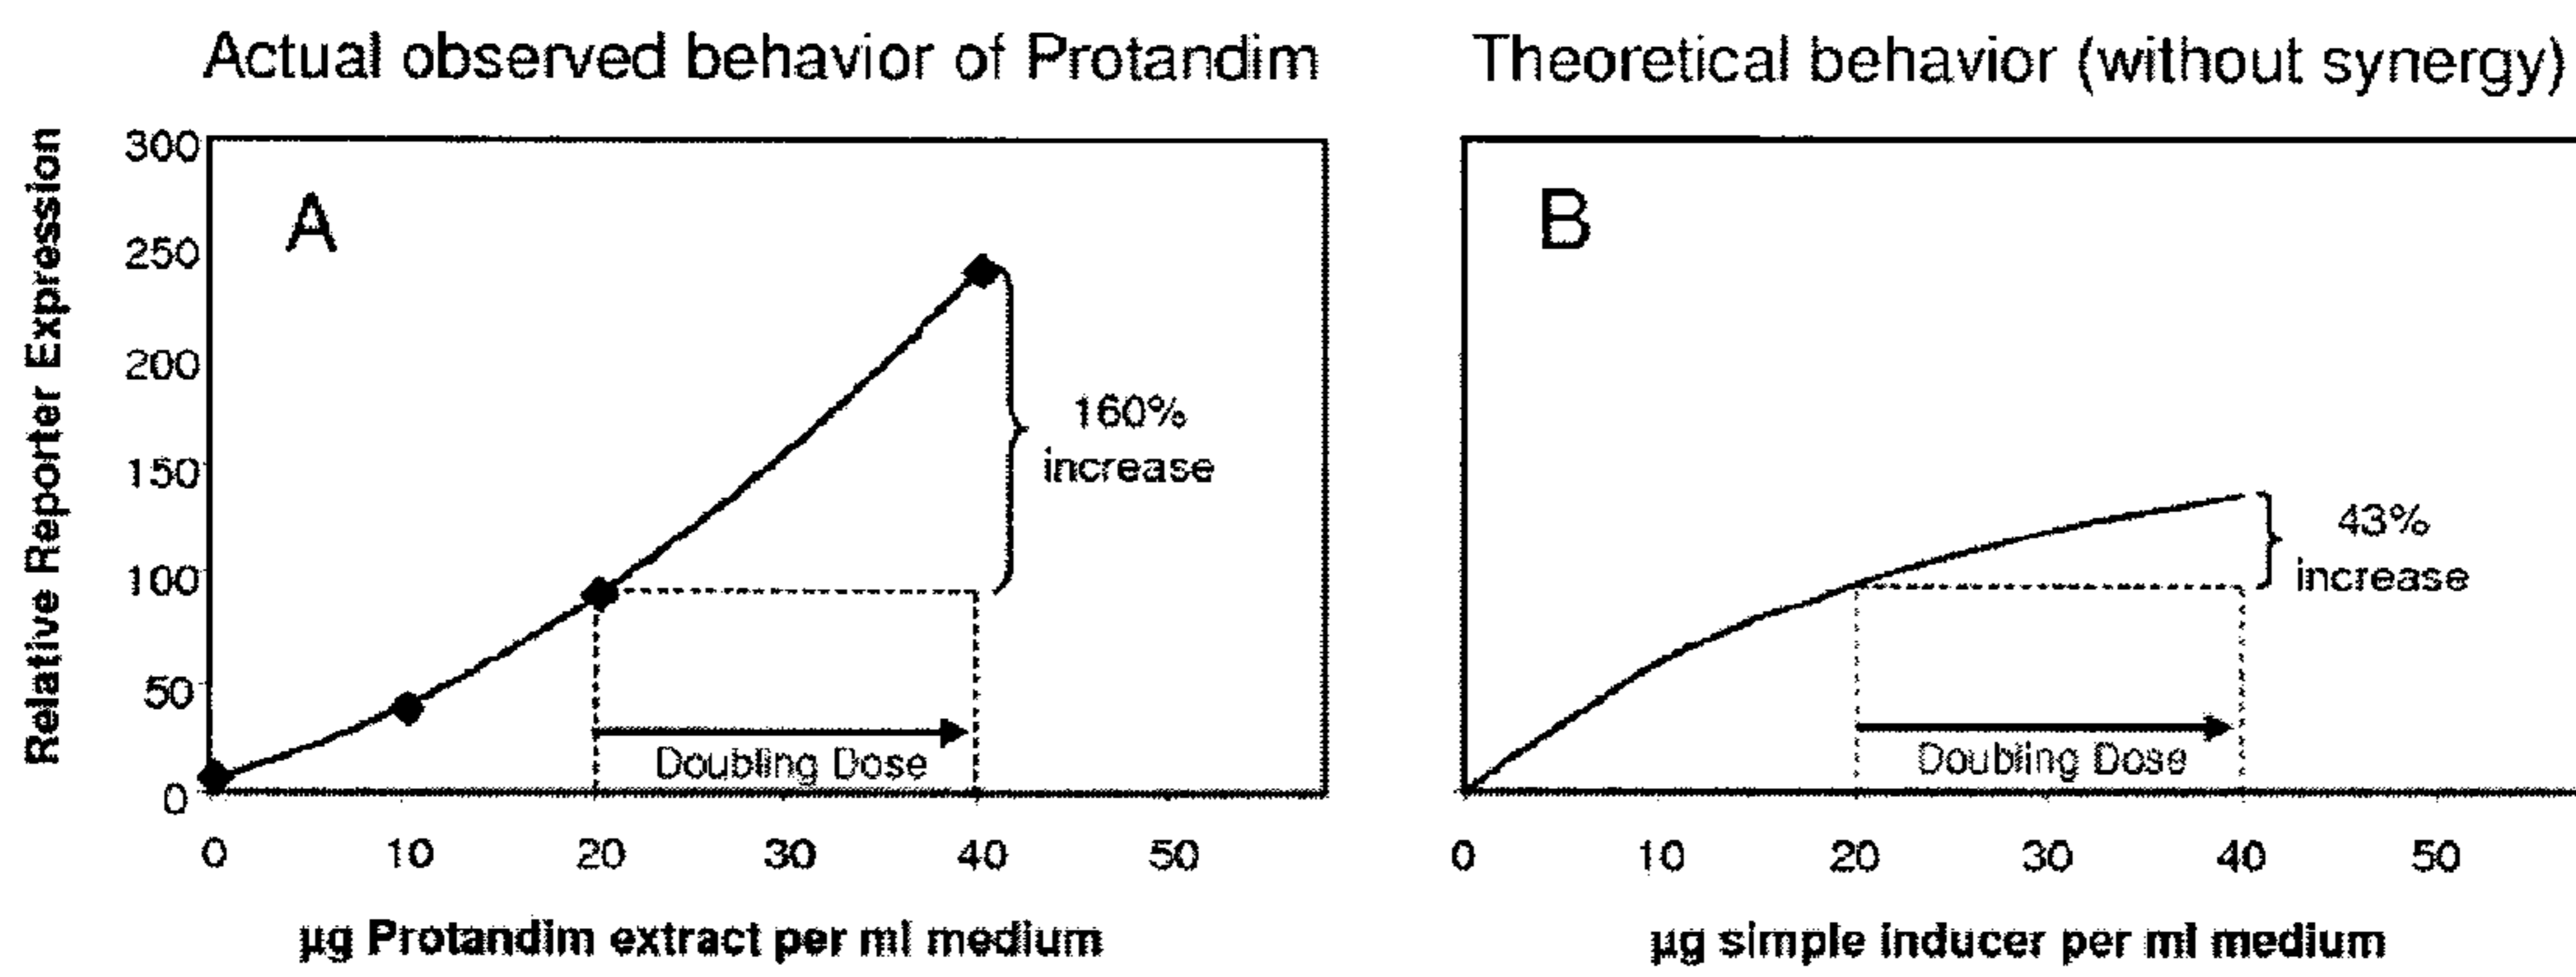 Actual observed behavior of Protandim
Theoretical behavior (without synergy)
Relative Reporter Expression
300
250
200
150
100
50
0
A
160%
increase
Doubling Dose
0 10 20 30 40 50
µg Protandim extract per ml medium
B
43%
increase
Doubling Dose
0 10 20 30 40 50
µg simple inducer per ml medium